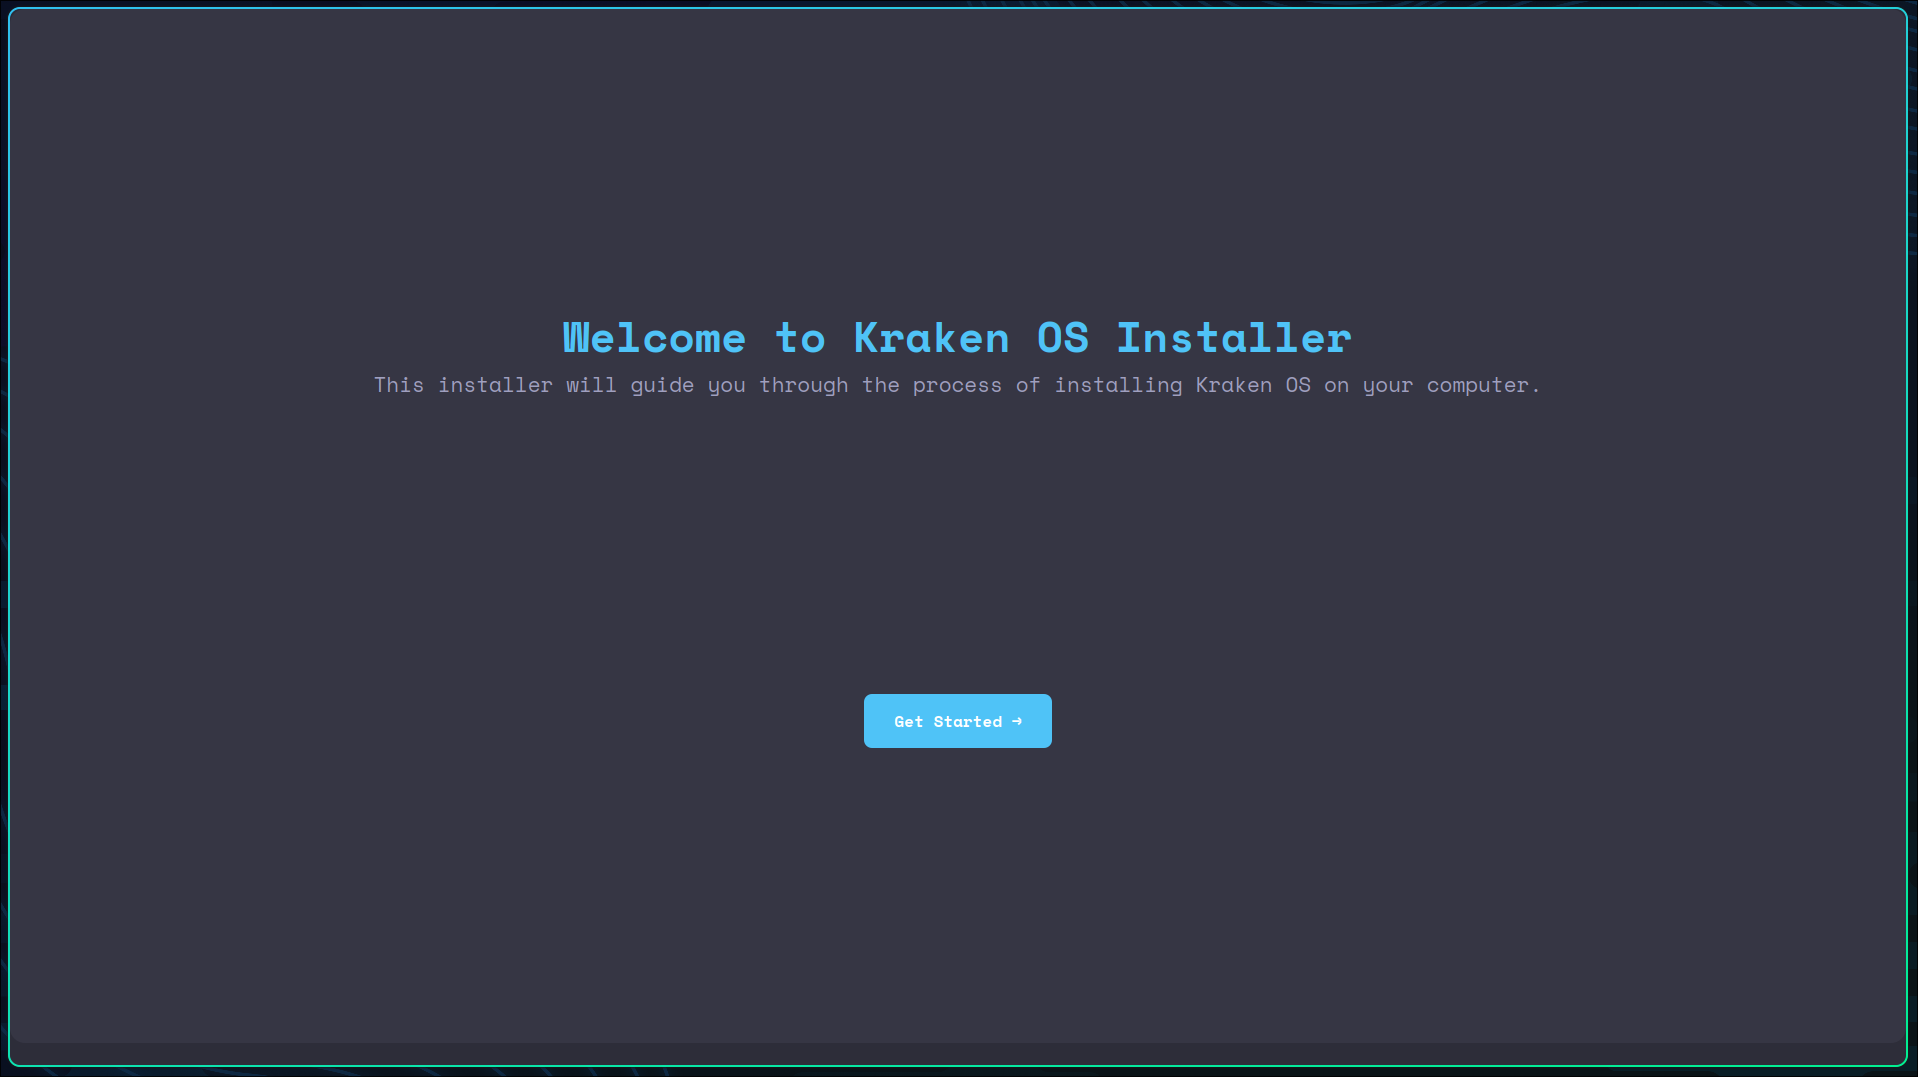 Welcome to Kraken OS Installer
This installer will guide you through the process of installing Kraken OS on your computer.
Get Started →